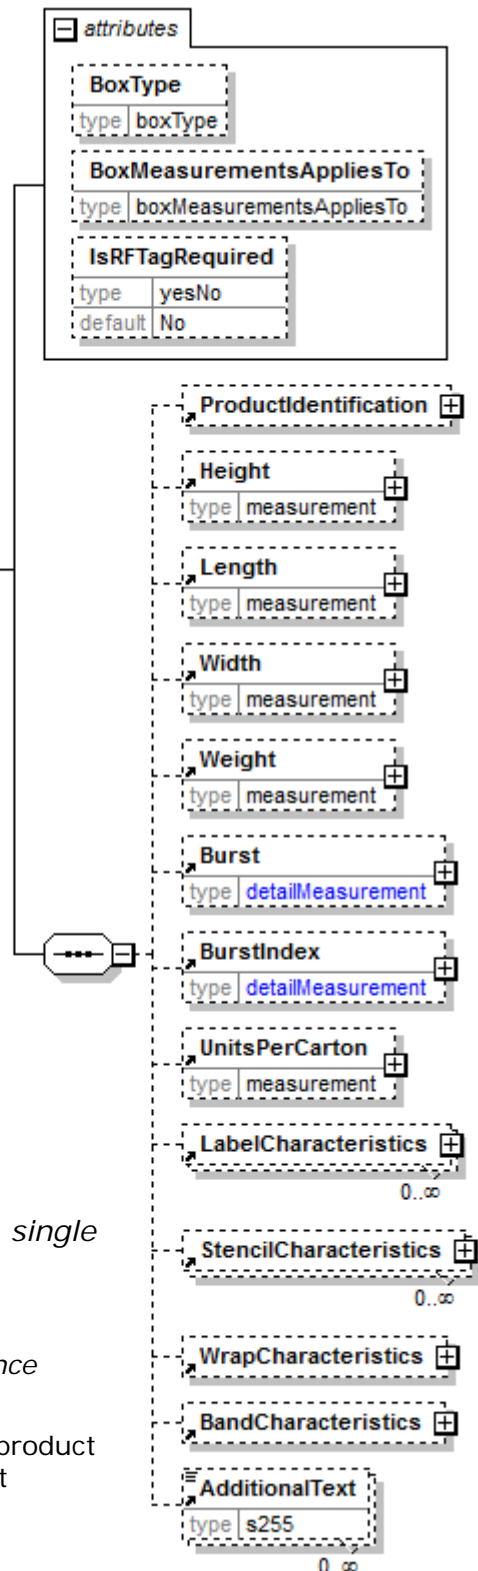 attributes
BoxType
type boxType
BoxMeasurementsAppliesTo
type boxMeasurementsAppliesTo
IsRFTagRequired
type yesNo
default No
ProductIdentification
Height
type measurement
Length
type measurement
Width
type measurement
Weight
type measurement
Burst
type detailMeasurement
BurstIndex
type detailMeasurement
UnitsPerCarton
type measurement
LabelCharacteristics
0..∞
single
StencilCharacteristics
0..∞
nce
WrapCharacteristics
product
BandCharacteristics
t
AdditionalText
type s255
0..∞